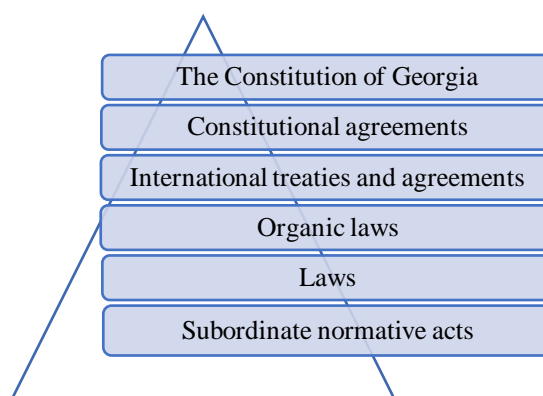 The Constitution of Georgia
Constitutional agreements
International treaties and agreements
Organic laws
Laws
Subordinate normative acts